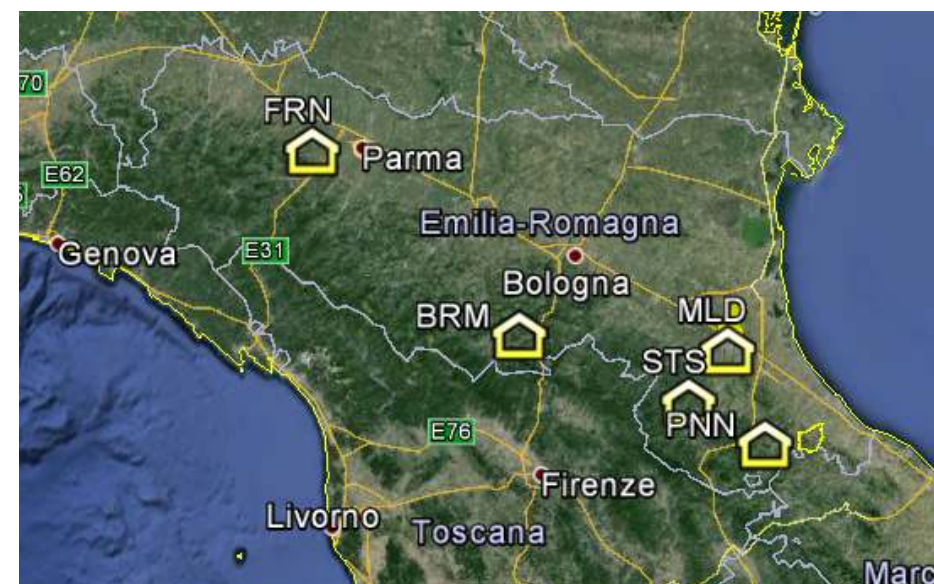 70
FRN
Parma
E62
Emilia-Romagna
Genova
E31
Bologna
BRM
MLD
STS
PNN
E76
Firenze
Livorno
Toscana
Marc